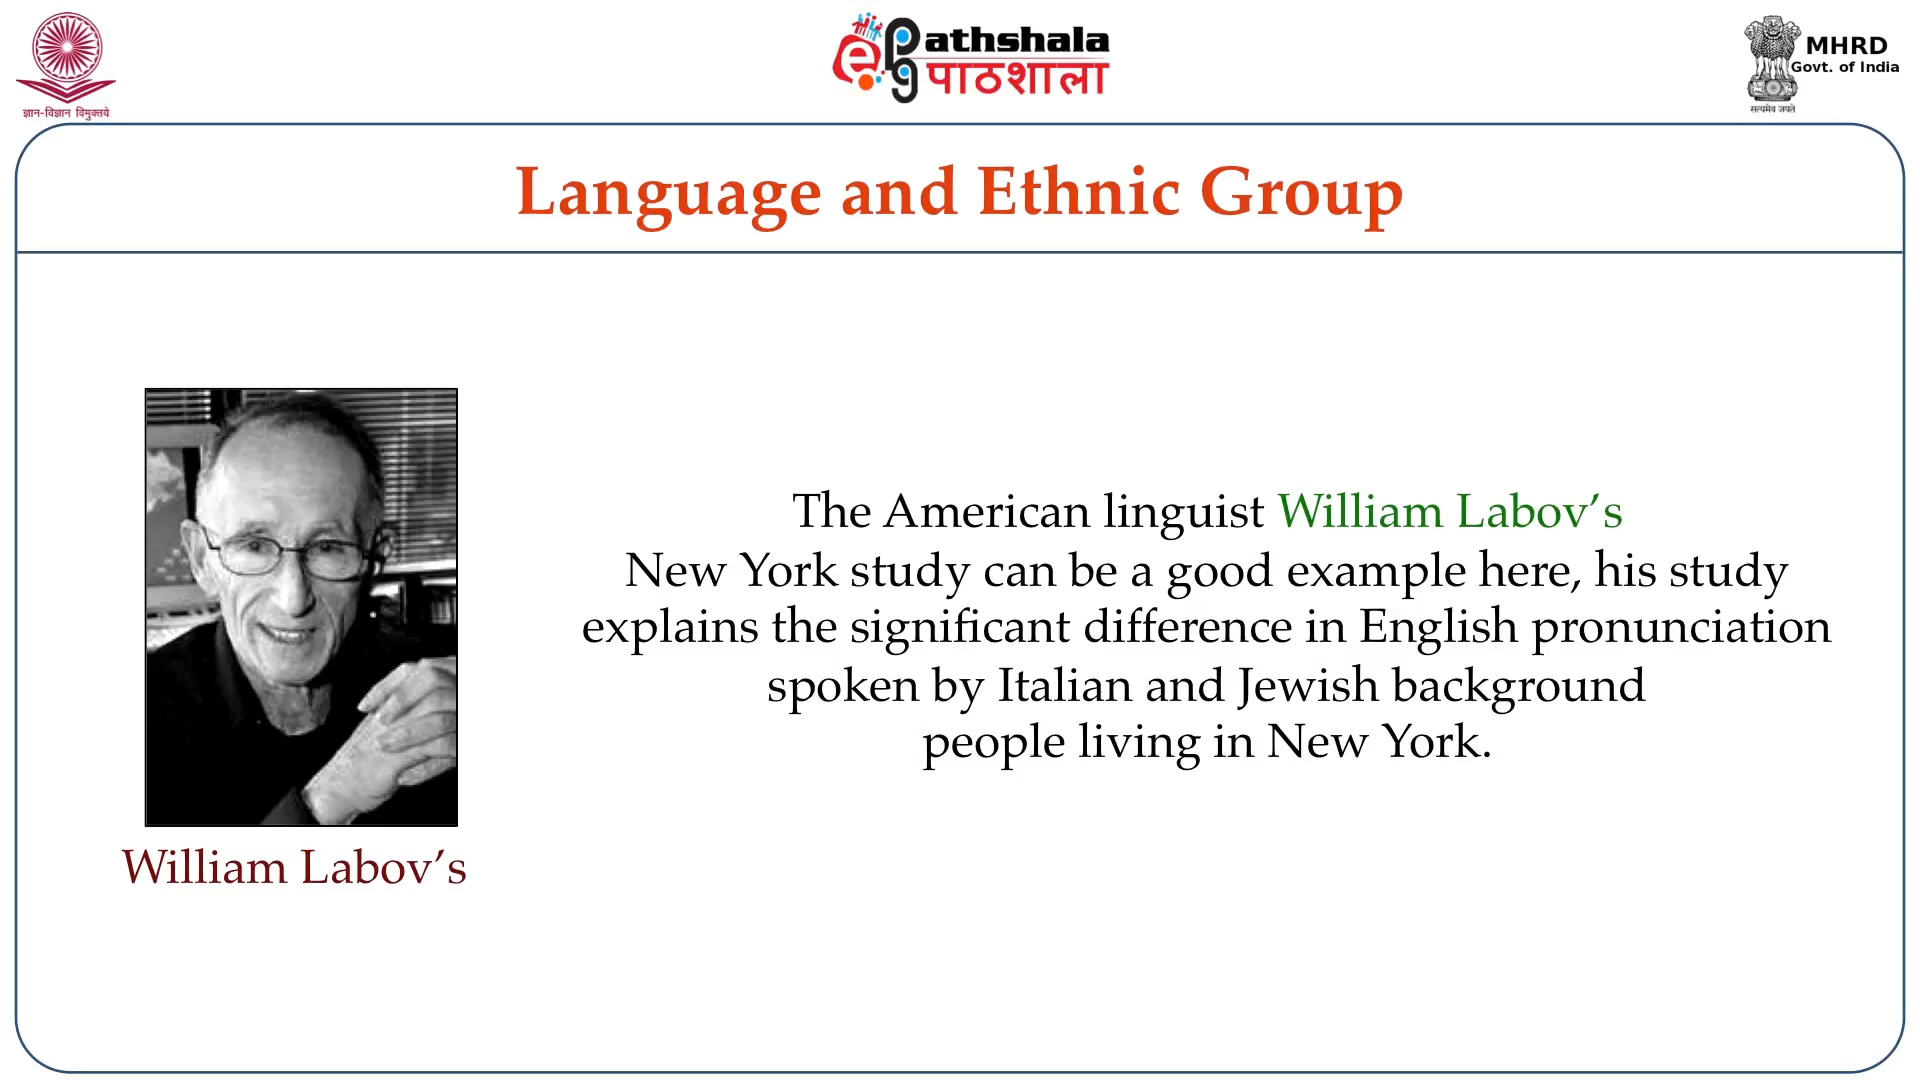 ज्ञान-विज्ञान विमुक्तये
ePathshala
पाठशाला
MHRD
Govt. of India
सत्यमेव जयते
Language and Ethnic Group
The American linguist William Labov’s
New York study can be a good example here, his study
explains the significant difference in English pronunciation
spoken by Italian and Jewish background
people living in New York.
William Labov’s